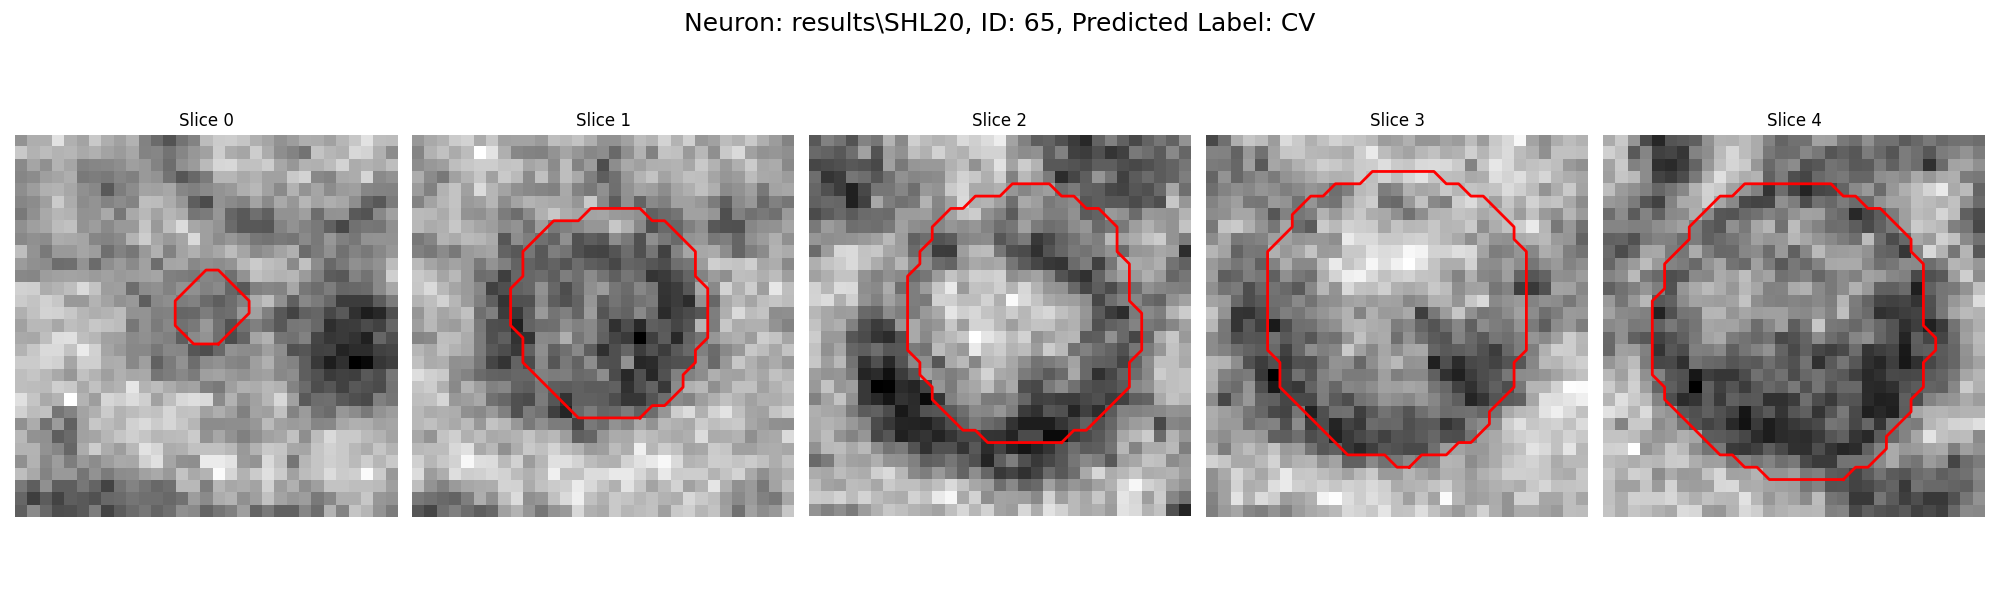 Neuron: results\SHL20, ID: 65, Predicted Label: CV
Slice 0
Slice 1
Slice 2
Slice 3
Slice 4